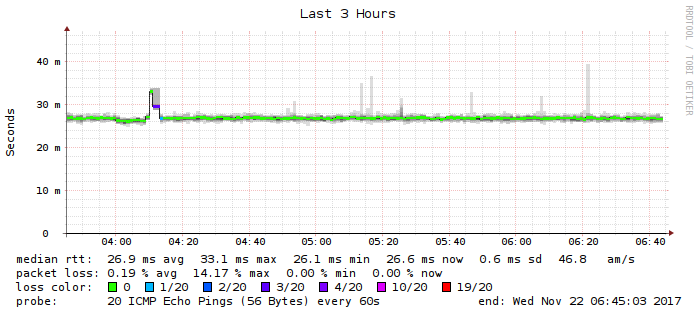 Last 3 Hours
RRDTOOL / TOBI OETIKER
Seconds
40 m
30 m
20 m
10 m
0
04:00 04:20 04:40 05:00 05:20 05:40 06:00 06:20 06:40
median rtt: 26.9 ms avg 33.1 ms max 26.1 ms min 26.6 ms now 0.6 ms sd 46.8 am/s
packet loss: 0.19 % avg 14.17 % max 0.00 % min 0.00 % now
loss color: 0 1/20 2/20 3/20 4/20 10/20 19/20
probe: 20 ICMP Echo Pings (56 Bytes) every 60s end: Wed Nov 22 06:45:03 2017